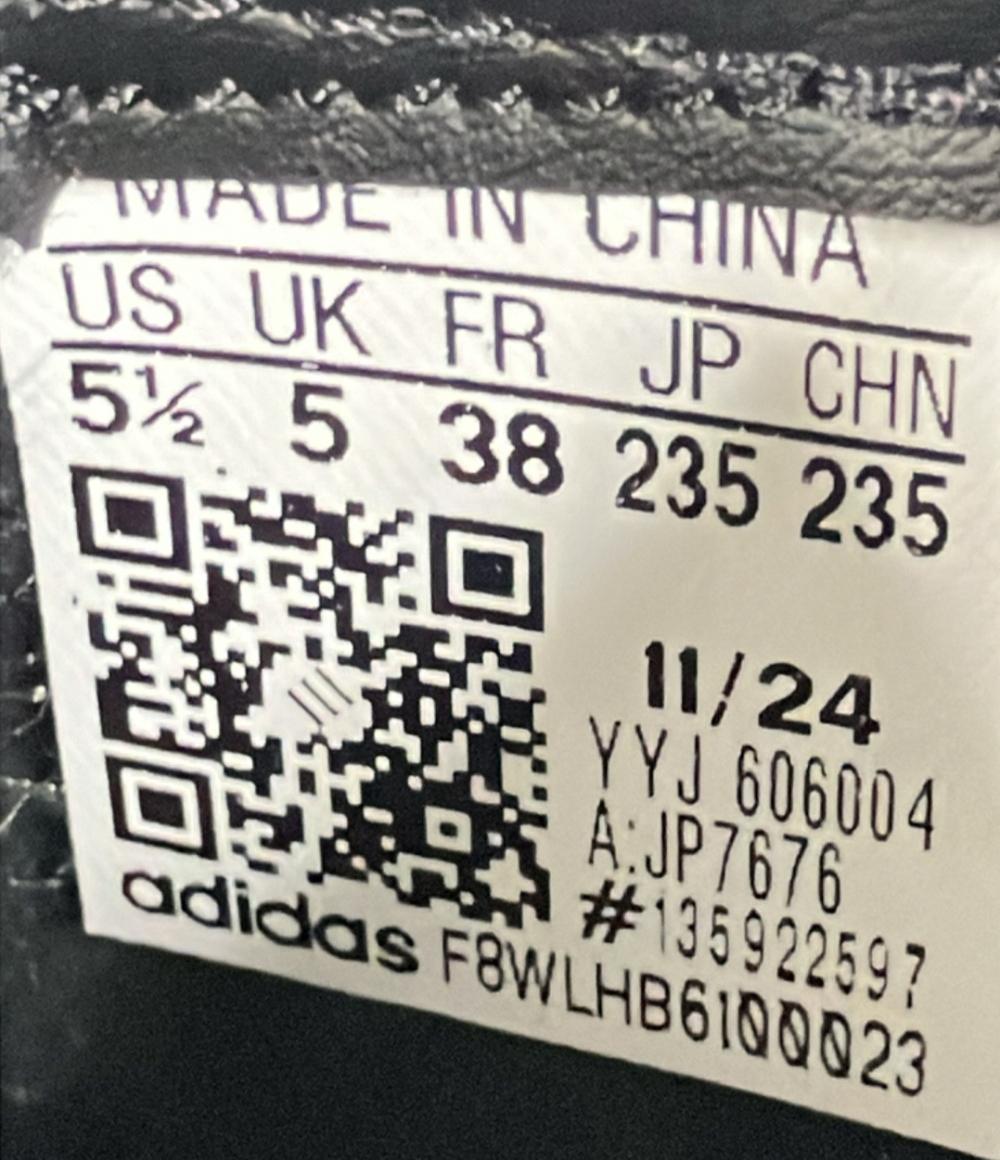 MADE IN CHINA
US UK FR JP CHN
5½ 5 38 235 235
11/24
YYJ 606004
A:JP7676
#135922597
adidas F8WLHB6100023